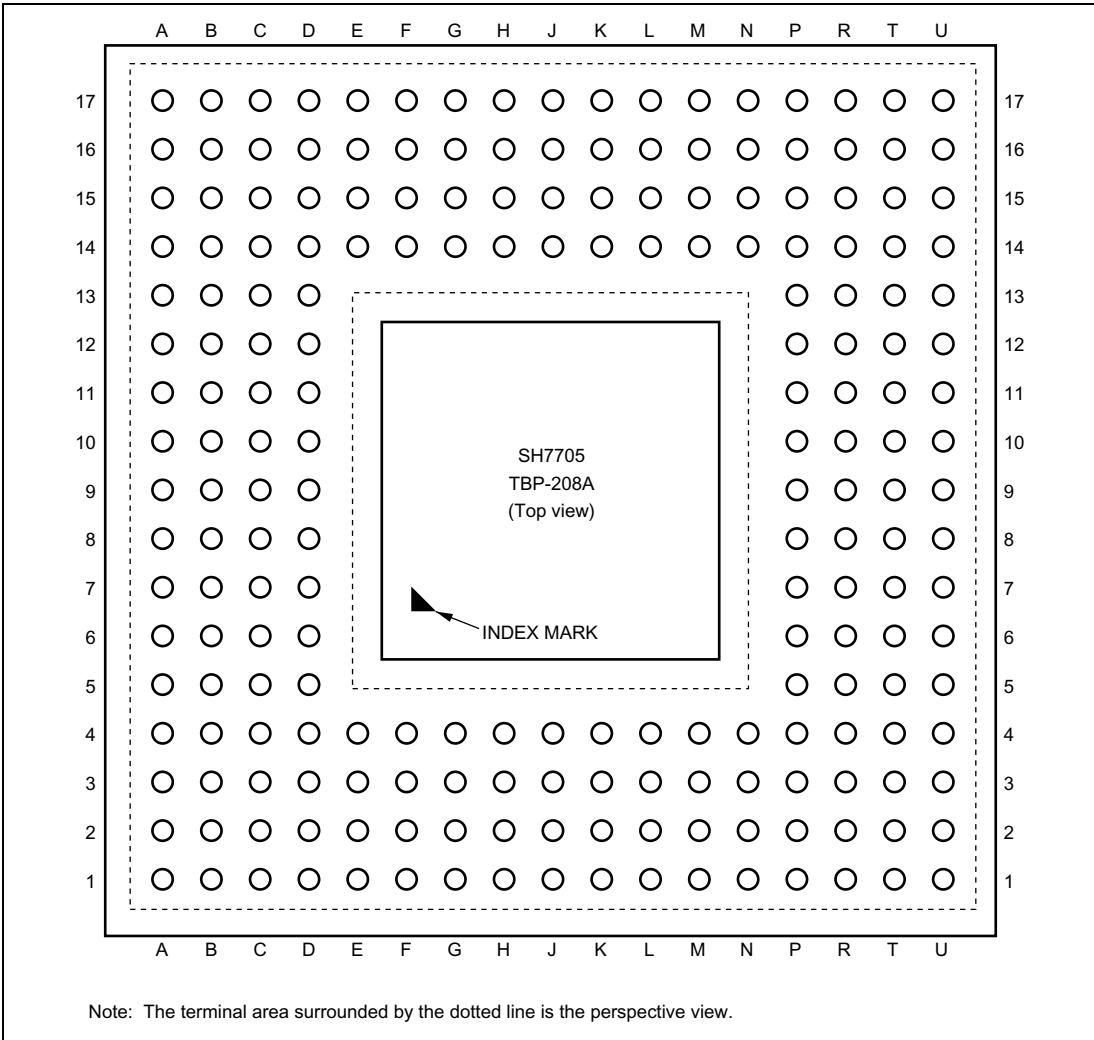 A B C D E F G H J K L M N P R T U
17 17
16 16
15 15
14 14
13 13
12 12
11 11
10 10
9 9
8 8
7 7
6 6
5 5
4 4
3 3
2 2
1 1
SH7705
TBP-208A
(Top view)
INDEX MARK
A B C D E F G H J K L M N P R T U
Note: The terminal area surrounded by the dotted line is the perspective view.